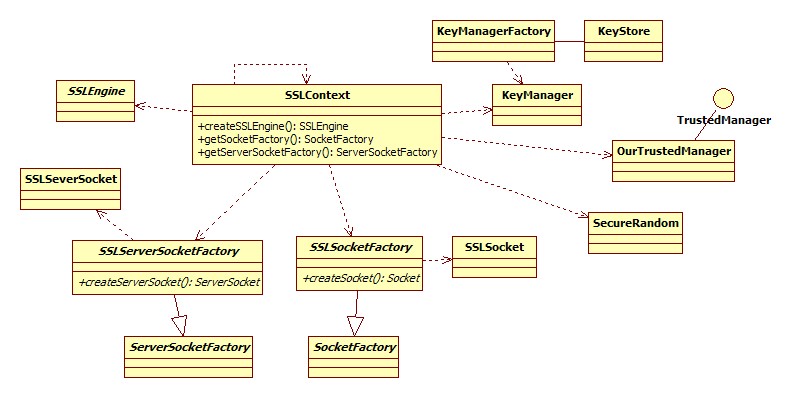 KeyManagerFactory
KeyStore
SSLEngine
SSLContext
+createSSLEngine(): SSLEngine
+getSocketFactory(): SocketFactory
+getServerSocketFactory(): ServerSocketFactory
KeyManager
TrustedManager
OurTrustedManager
SSLSeverSocket
SecureRandom
SSLServerSocketFactory
+createServerSocket(): ServerSocket
SSLSocketFactory
+createSocket(): Socket
SSLSocket
ServerSocketFactory
SocketFactory